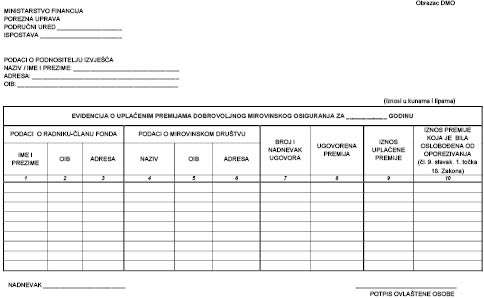 Obrazac DMO
MINISTARSTVO FINANCIJA
POREZNA UPRAVA
PODRUČNI URED
ISPOSTAVA
PODACI O PODNOSITELJU IZVJEŠĆA
NAZIV / IME I PREZIME:
ADRESA:
OIB:
(Iznosi u kunama i lipama)
EVIDENCIJA O UPLAĆENIM PREMIJAMA DOBROVOLJNOG MIROVINSKOG OSIGURANJA ZA __________ GODINU
PODACI O RADNIKU-ČLANU FONDA
IME I
PREZIME
OIB
ADRESA
PODACI O MIROVINSKOM DRUŠTVU
NAZIV
OIB
ADRESA
BROJ I
NADNEVAK
UGOVORA
UGOVORENA
PREMIJA
IZNOS
UPLAĆENE
PREMIJE
IZNOS PREMIJE
KOJA JE BILA
OSLOBOĐENA OD
OPOREZIVANJA
(čl. 9. stavak. 1. točka
18. Zakona)
1 2 3 4 5 6 7 8 9 10
NADNEVAK
POTPIS OVLAŠTENE OSOBE